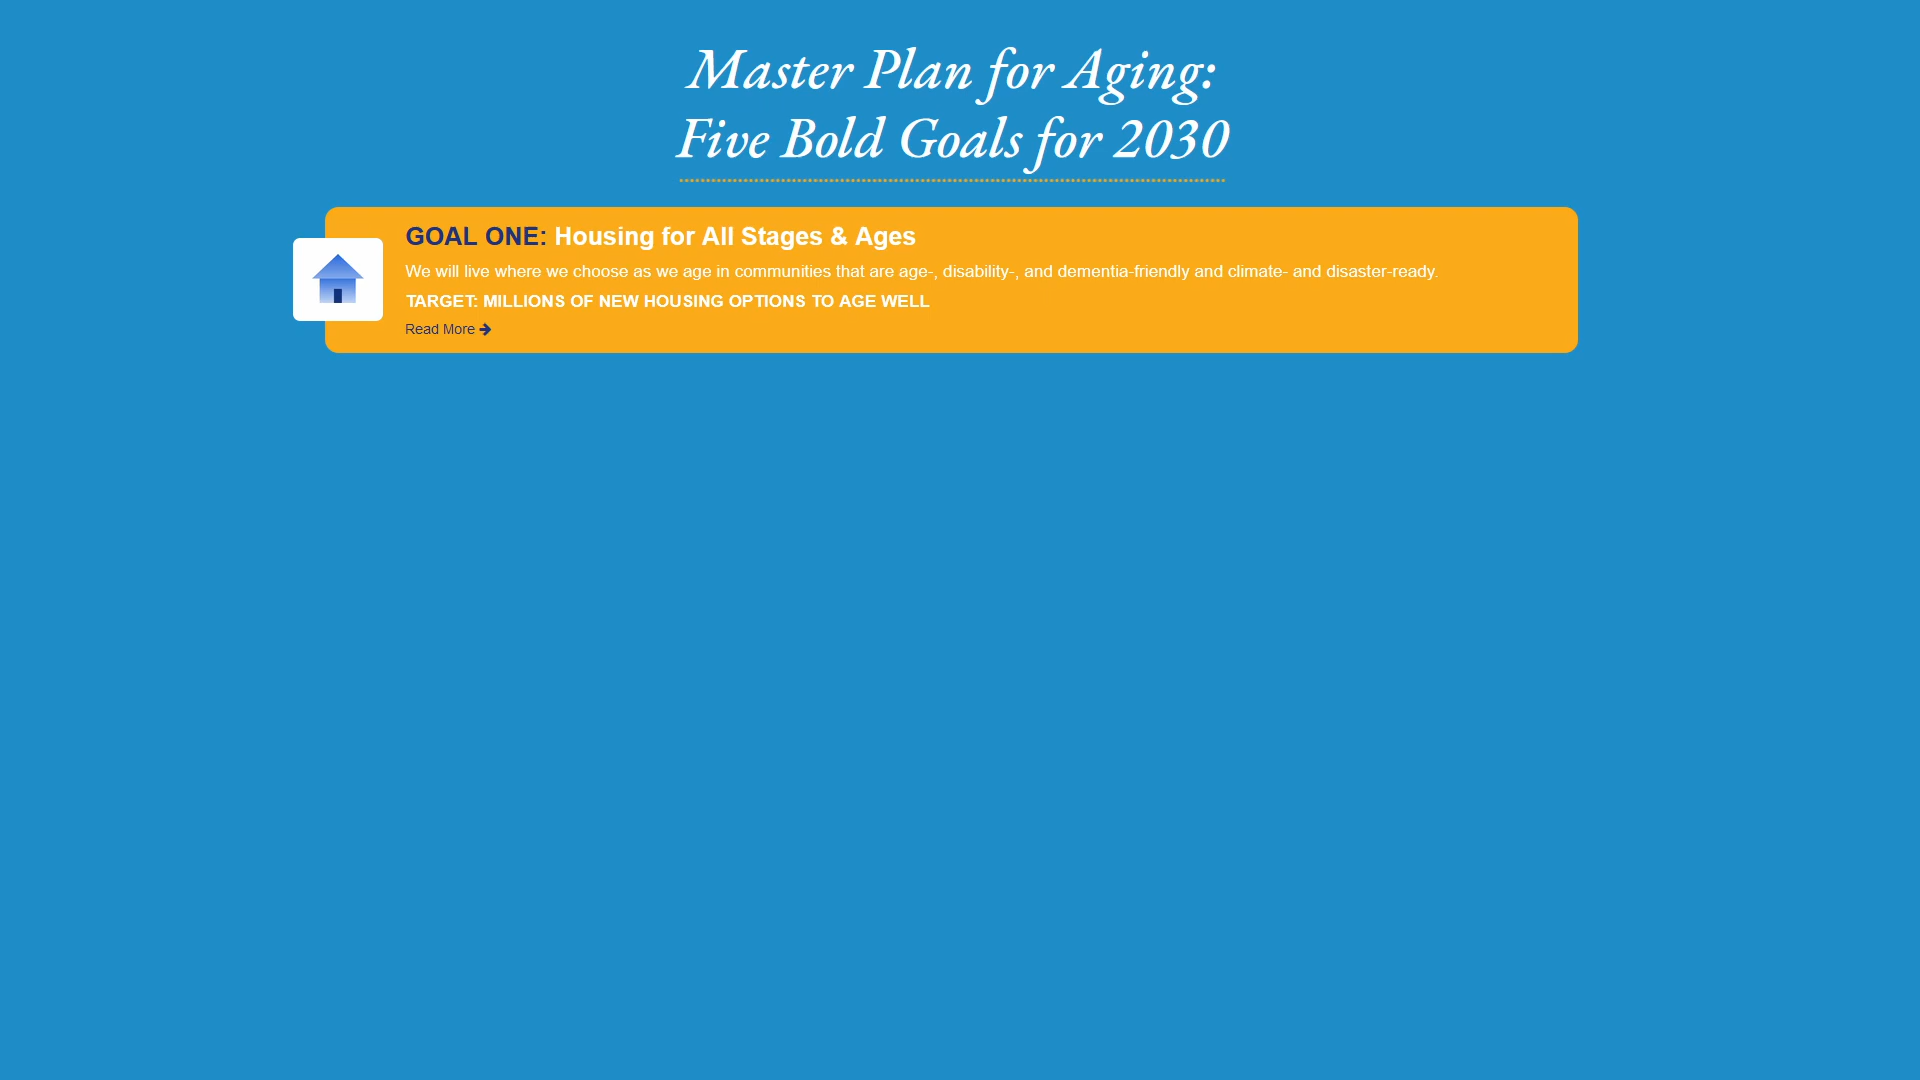 Master Plan for Aging:
Five Bold Goals for 2030
GOAL ONE: Housing for All Stages & Ages
We will live where we choose as we age in communities that are age-, disability-, and dementia-friendly and climate- and disaster-ready.
TARGET: MILLIONS OF NEW HOUSING OPTIONS TO AGE WELL
Read More